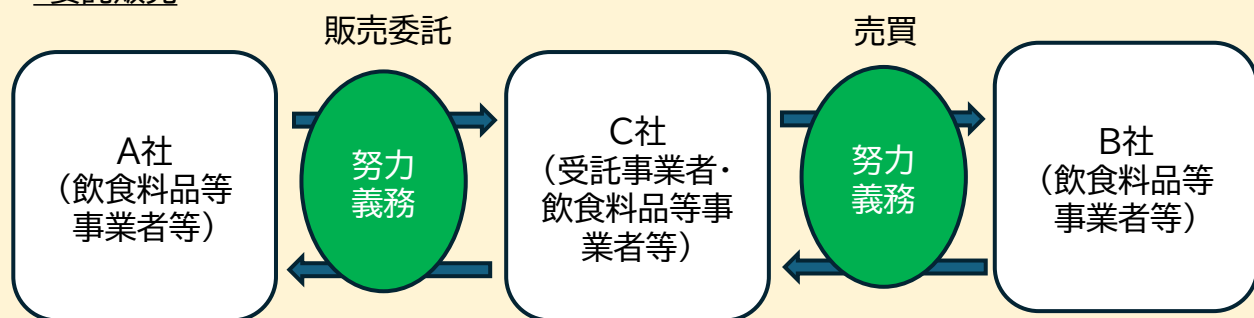 販売委託
売買
A社
（飲食料品等
事業者等）
努力
義務
C社
（受託事業者・
飲食料品等事
業者等）
努力
義務
B社
（飲食料品等
事業者等）